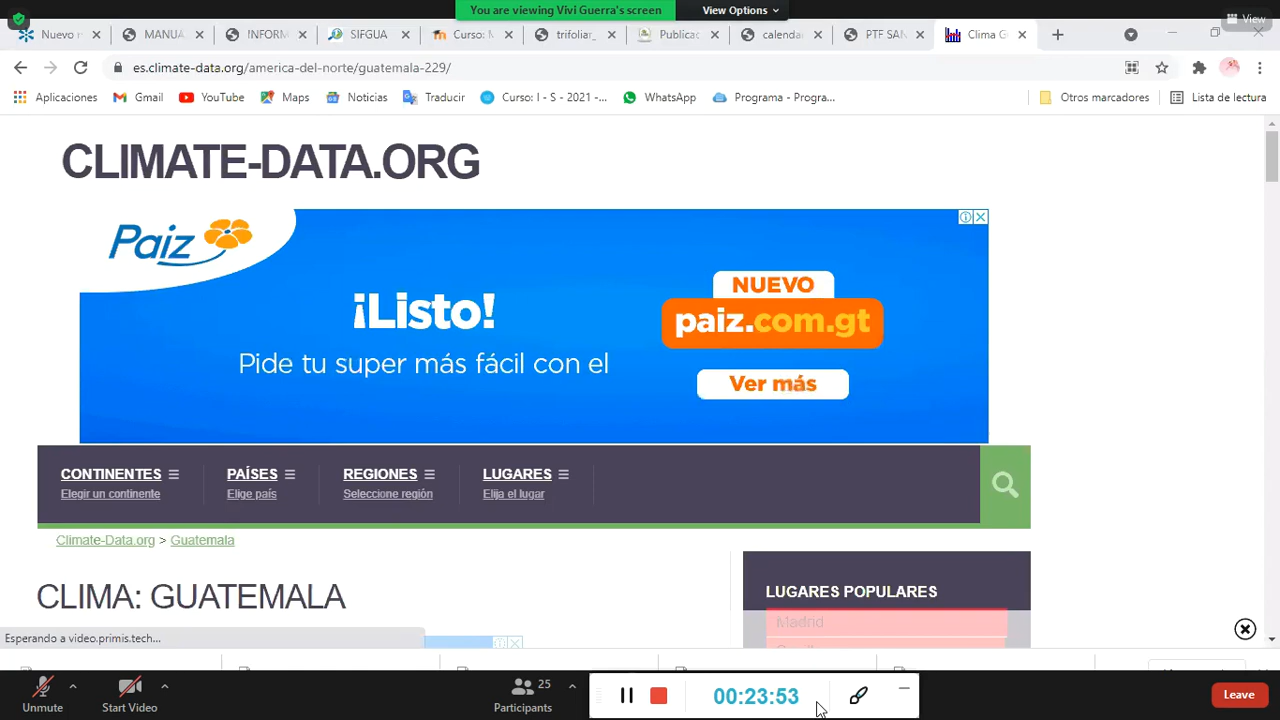 You are viewing Vivi Guerra's screen
View Options
View
Nuevo H
MANUA
INFORM
SIFGUA
Curso: M
trifoliar_
Publicac
calenda
PTF SAN
Clima G
es.climate-data.org/america-del-norte/guatemala-229/
Aplicaciones
Gmail
YouTube
Maps
Noticias
Traducir
Curso: I - S - 2021 -...
WhatsApp
Programa - Progra...
Otros marcadores
Lista de lectura
CLIMATE-DATA.ORG
Paiz
¡Listo!
Pide tu super más fácil con el
NUEVO
paiz.com.gt
Ver más
CONTINENTES
Elegir un continente
PAÍSES
Elige país
REGIONES
Seleccione región
LUGARES
Elija el lugar
Climate-Data.org > Guatemala
CLIMA: GUATEMALA
LUGARES POPULARES
Madrid
Esperando a video.primis.tech...
Unmute
Start Video
25
Participants
00:23:53
Leave